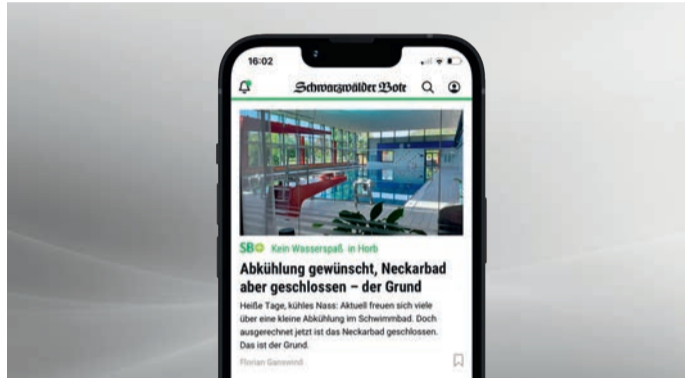 16:02
Schwarzwälder Bote
SB+ Kein Wasserspaß in Horb
Abkühlung gewünscht, Neckarbad
aber geschlossen – der Grund
Heiße Tage, kühles Nass: Aktuell freuen sich viele
über eine kleine Abkühlung im Schwimmbad. Doch
ausgerechnet jetzt ist das Neckarbad geschlossen.
Das ist der Grund.
Florian Ganswind